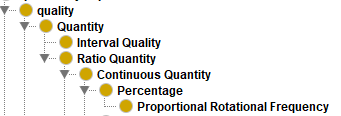 quality
Quantity
Interval Quality
Ratio Quantity
Continuous Quantity
Percentage
Proportional Rotational Frequency